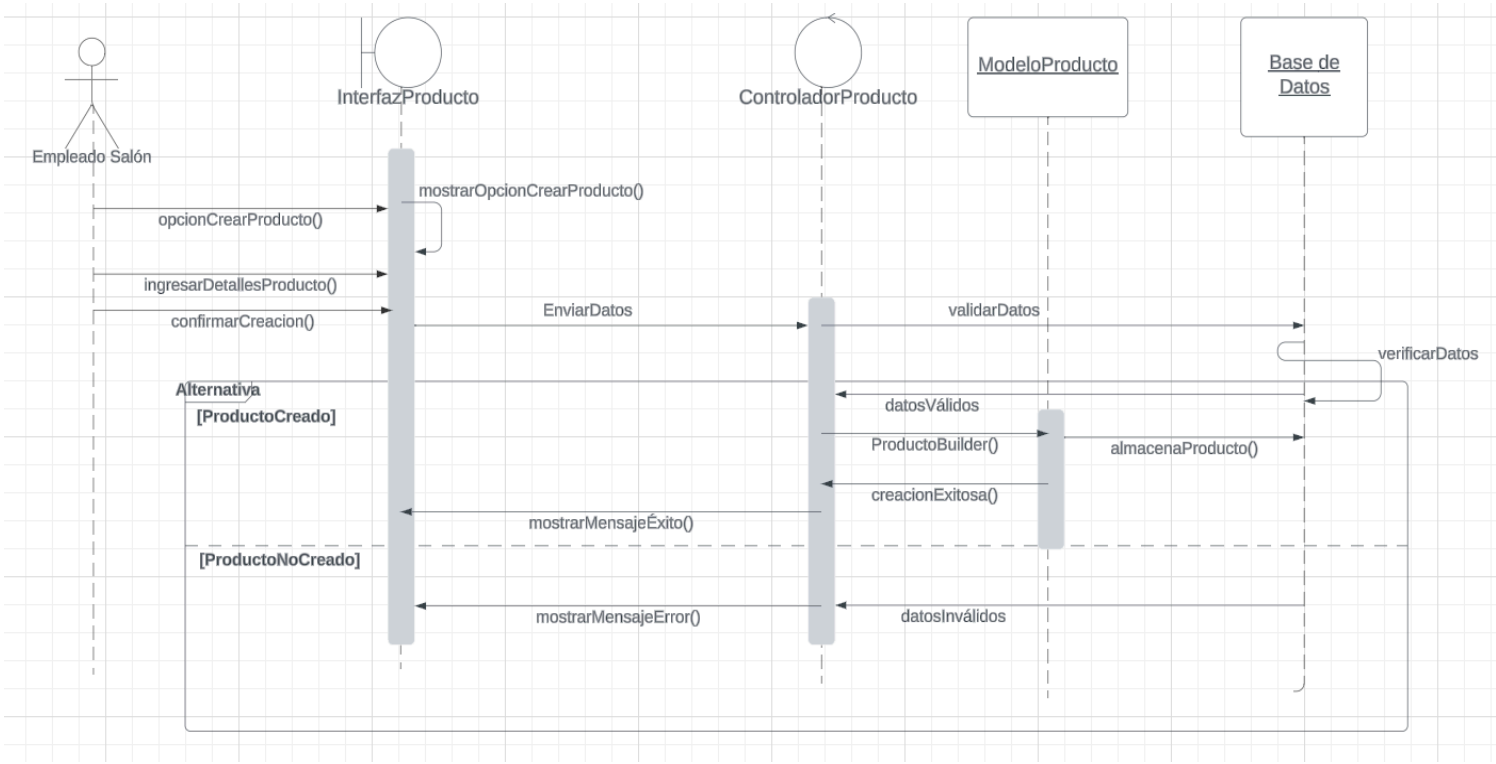 ModeloProducto
Base de
Datos
InterfazProducto
ControladorProducto
Empleado Salón
mostrarOpcionCrearProducto()
opcionCrearProducto()
ingresarDetallesProducto()
confirmarCreacion()
EnviarDatos
validarDatos
verificarDatos
Alternativa
[ProductoCreado]
datosVálidos
ProductoBuilder()
almacenaProducto()
creacionExitosa()
mostrarMensajeÉxito()
[ProductoNoCreado]
mostrarMensajeError()
datosInválidos